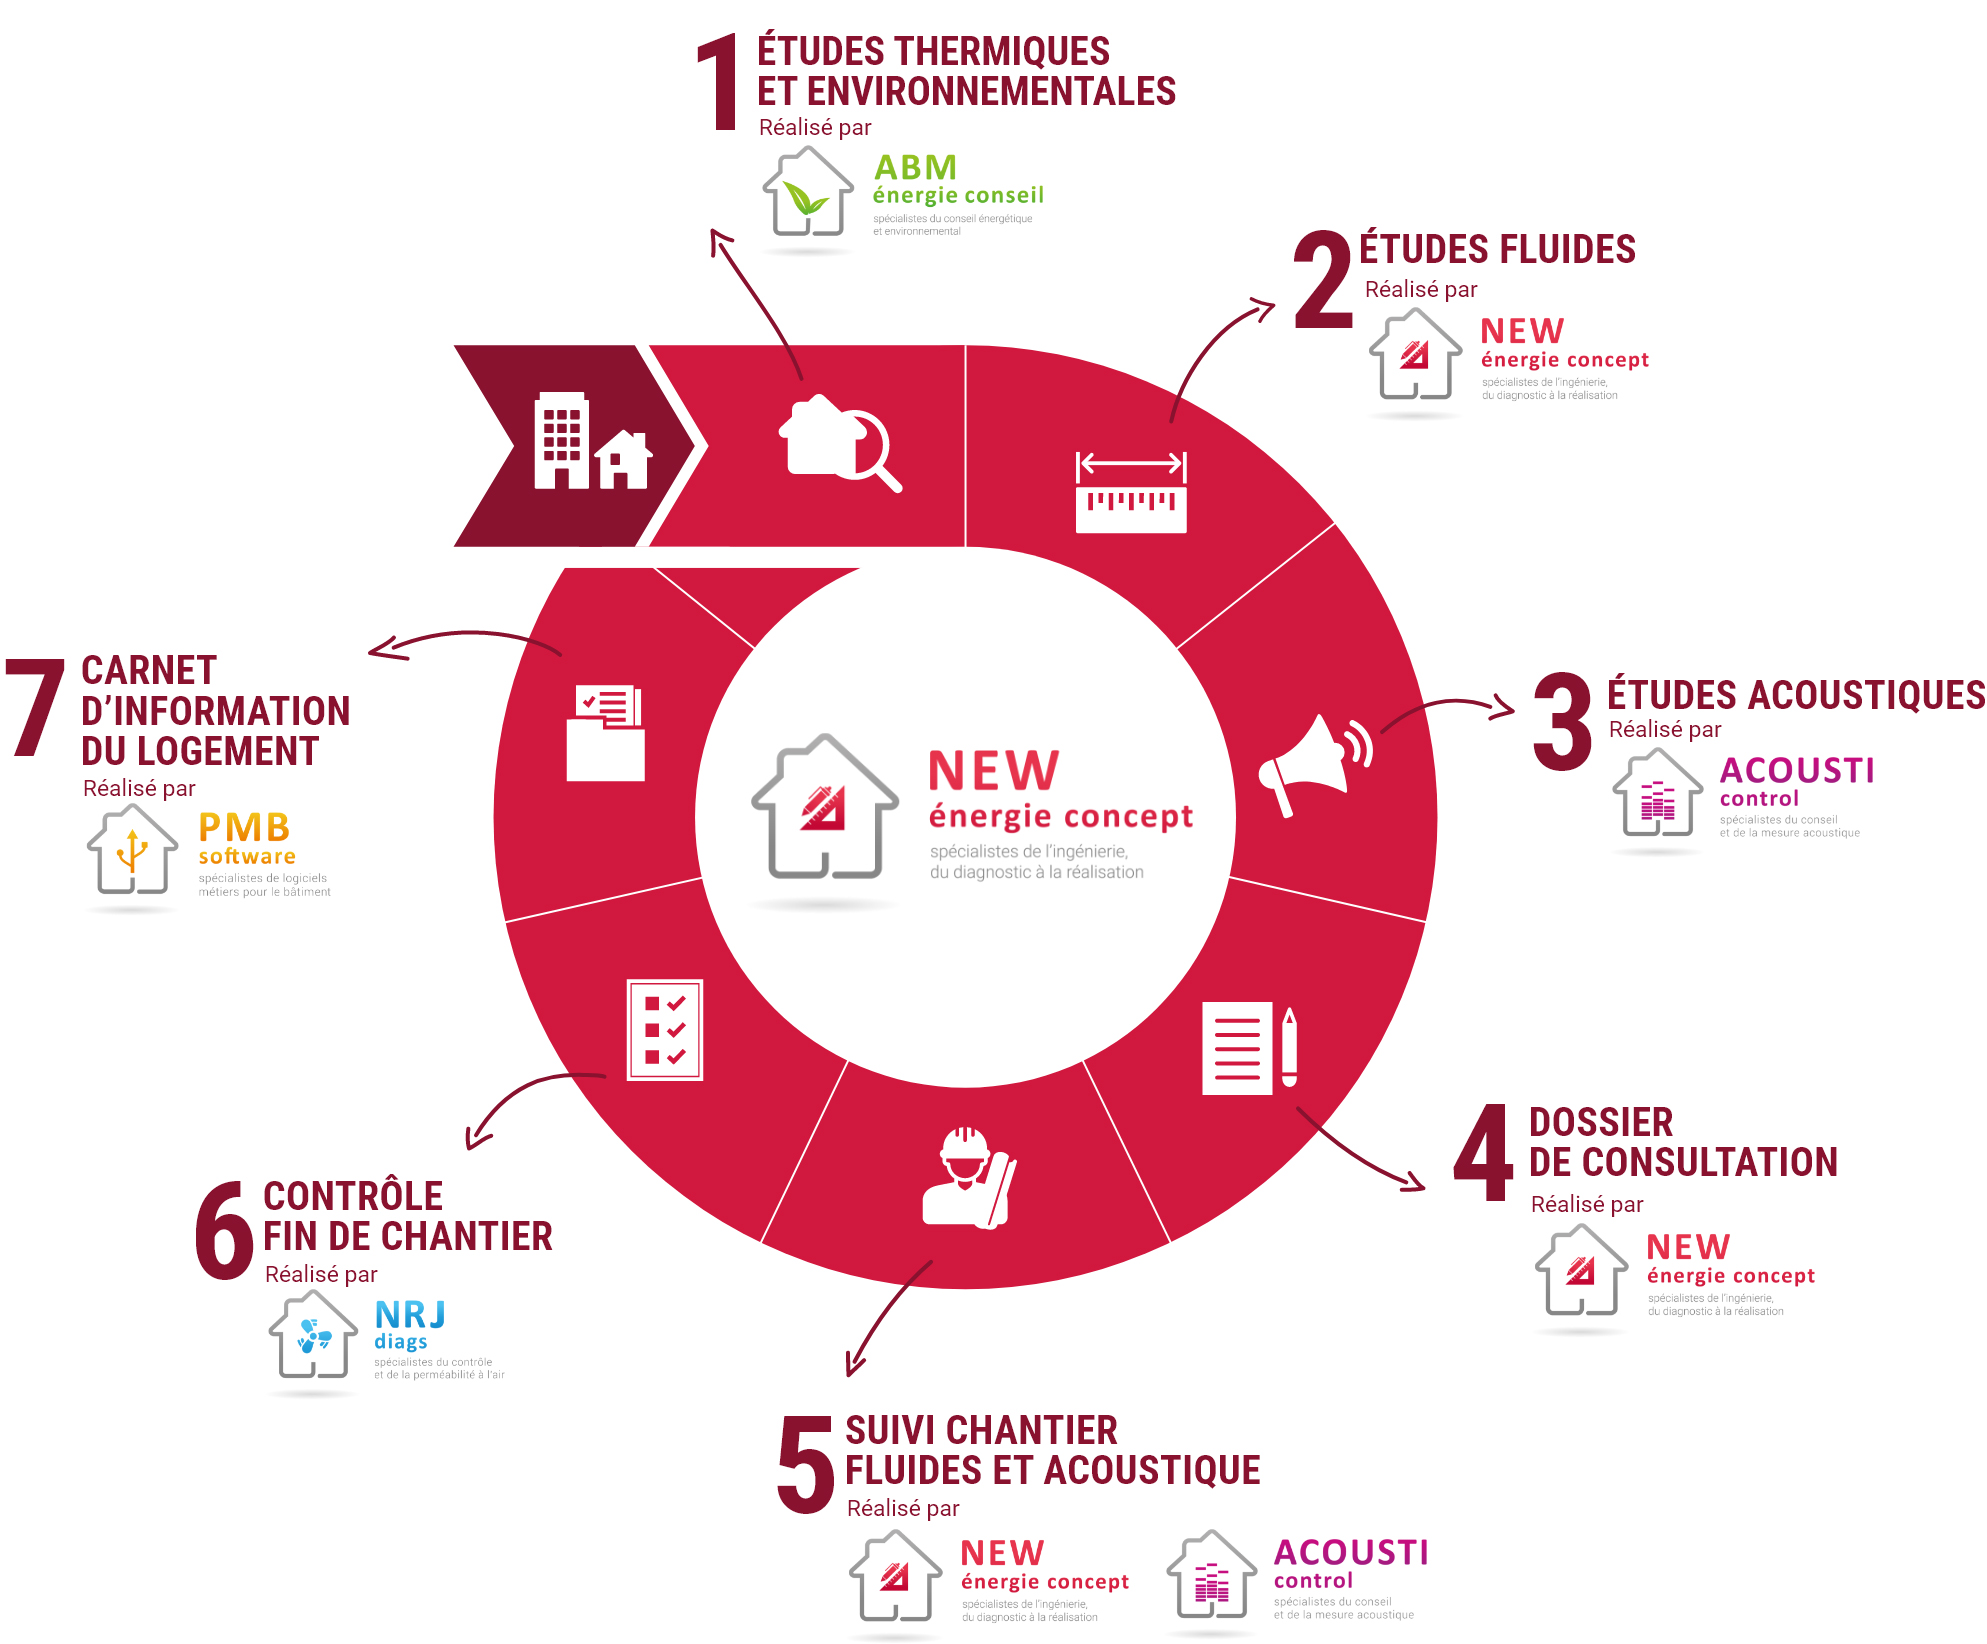 1
ÉTUDES THERMIQUES
ET ENVIRONNEMENTALES
Réalisé par
ABM
énergie conseil
spécialistes du conseil énergétique
et environnemental
2
ÉTUDES FLUIDES
Réalisé par
NEW
énergie concept
spécialistes de l'ingénierie,
du diagnostic à la réalisation
3
ÉTUDES ACOUSTIQUES
Réalisé par
ACOUSTI
control
spécialistes du conseil
et de la mesure acoustique
4
DOSSIER
DE CONSULTATION
Réalisé par
NEW
énergie concept
spécialistes de l'ingénierie,
du diagnostic à la réalisation
5
SUIVI CHANTIER
FLUIDES ET ACOUSTIQUE
Réalisé par
NEW
énergie concept
spécialistes de l'ingénierie,
du diagnostic à la réalisation
ACOUSTI
control
spécialistes du conseil
et de la mesure acoustique
6
CONTRÔLE
FIN DE CHANTIER
Réalisé par
NRJ
diags
spécialistes du contrôle
et de la perméabilité à l'air
7
CARNET
D'INFORMATION
DU LOGEMENT
Réalisé par
PMB
software
spécialistes de logiciels
métiers pour le bâtiment
NEW
énergie concept
spécialistes de l'ingénierie,
du diagnostic à la réalisation